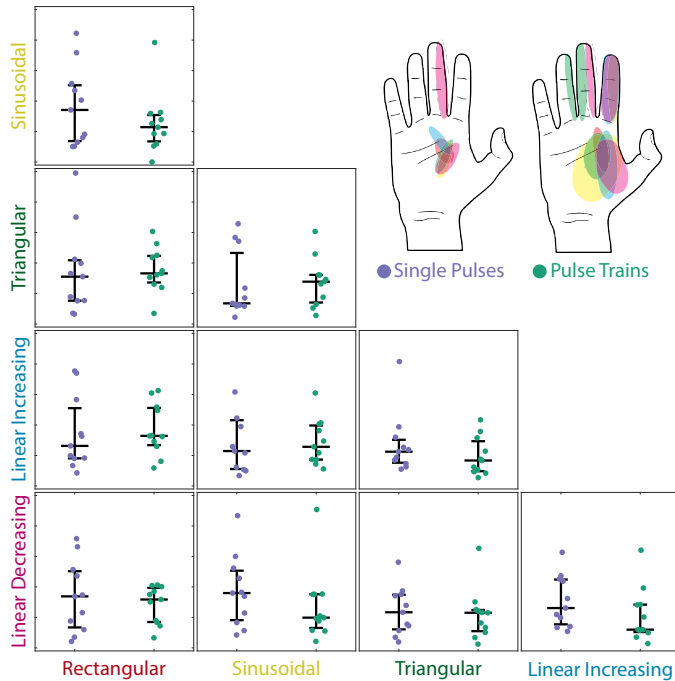 Sinusoidal
Triangular
Single Pulses
Pulse Trains
Linear Increasing
Linear Decreasing
Rectangular
Sinusoidal
Triangular
Linear Increasing